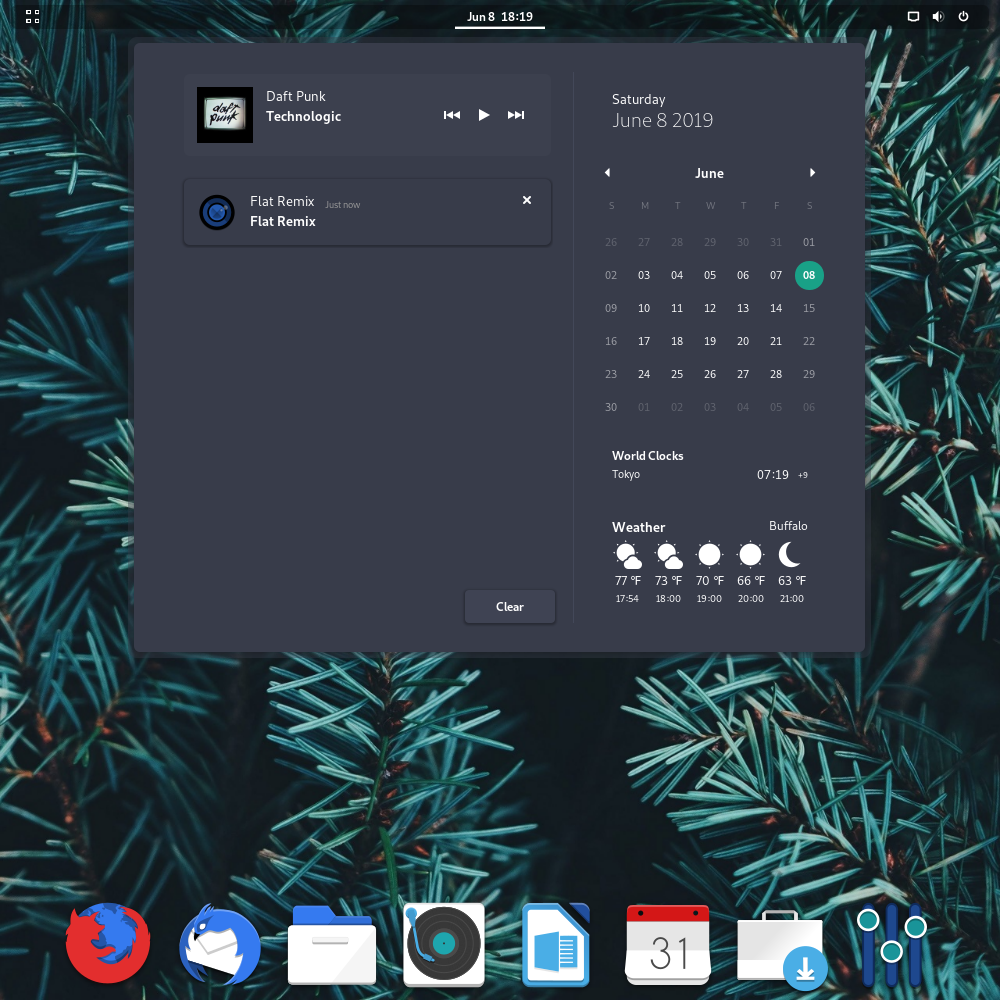 Jun 8 18:19
daft punk
Daft Punk
Technologic
Flat Remix Just now
Flat Remix
Clear
Saturday
June 8 2019
June
S M T W T F S
26 27 28 29 30 31 01
02 03 04 05 06 07 08
09 10 11 12 13 14 15
16 17 18 19 20 21 22
23 24 25 26 27 28 29
30 01 02 03 04 05 06
World Clocks
Tokyo 07:19 +9
Weather Buffalo
77 °F 73 °F 70 °F 66 °F 63 °F
17:54 18:00 19:00 20:00 21:00
31